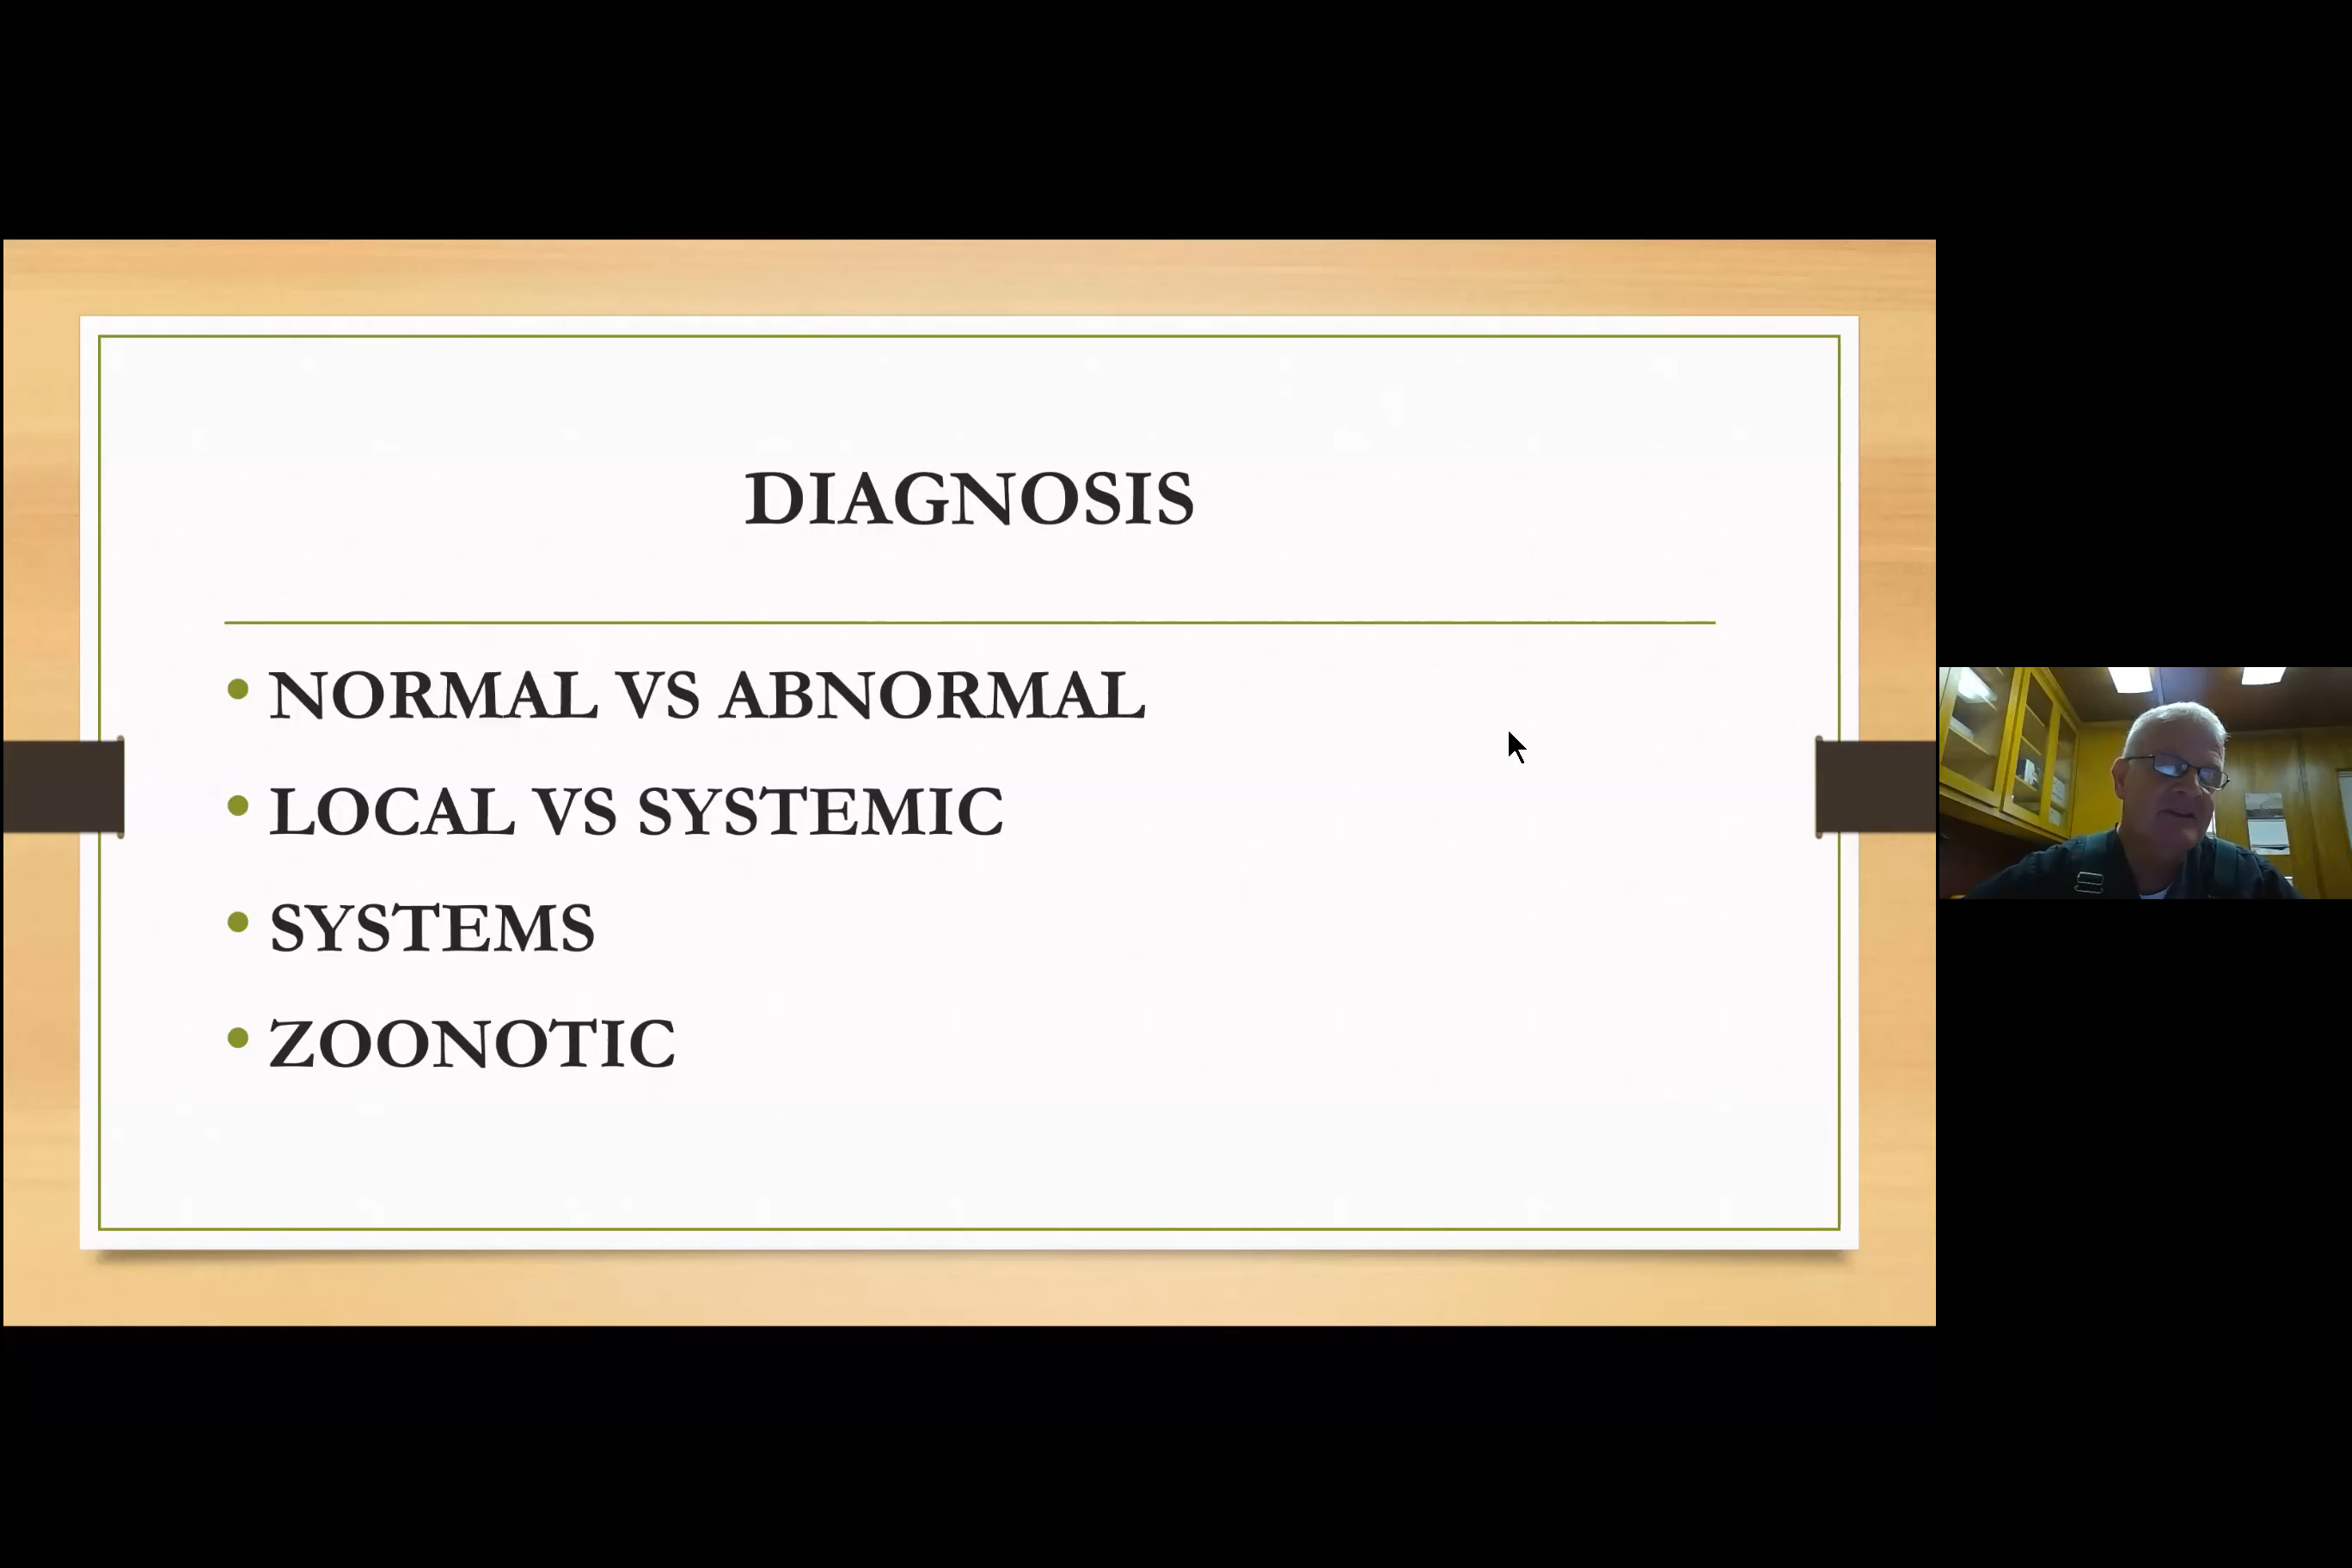 DIAGNOSIS
• NORMAL VS ABNORMAL
• LOCAL VS SYSTEMIC
• SYSTEMS
• ZOONOTIC